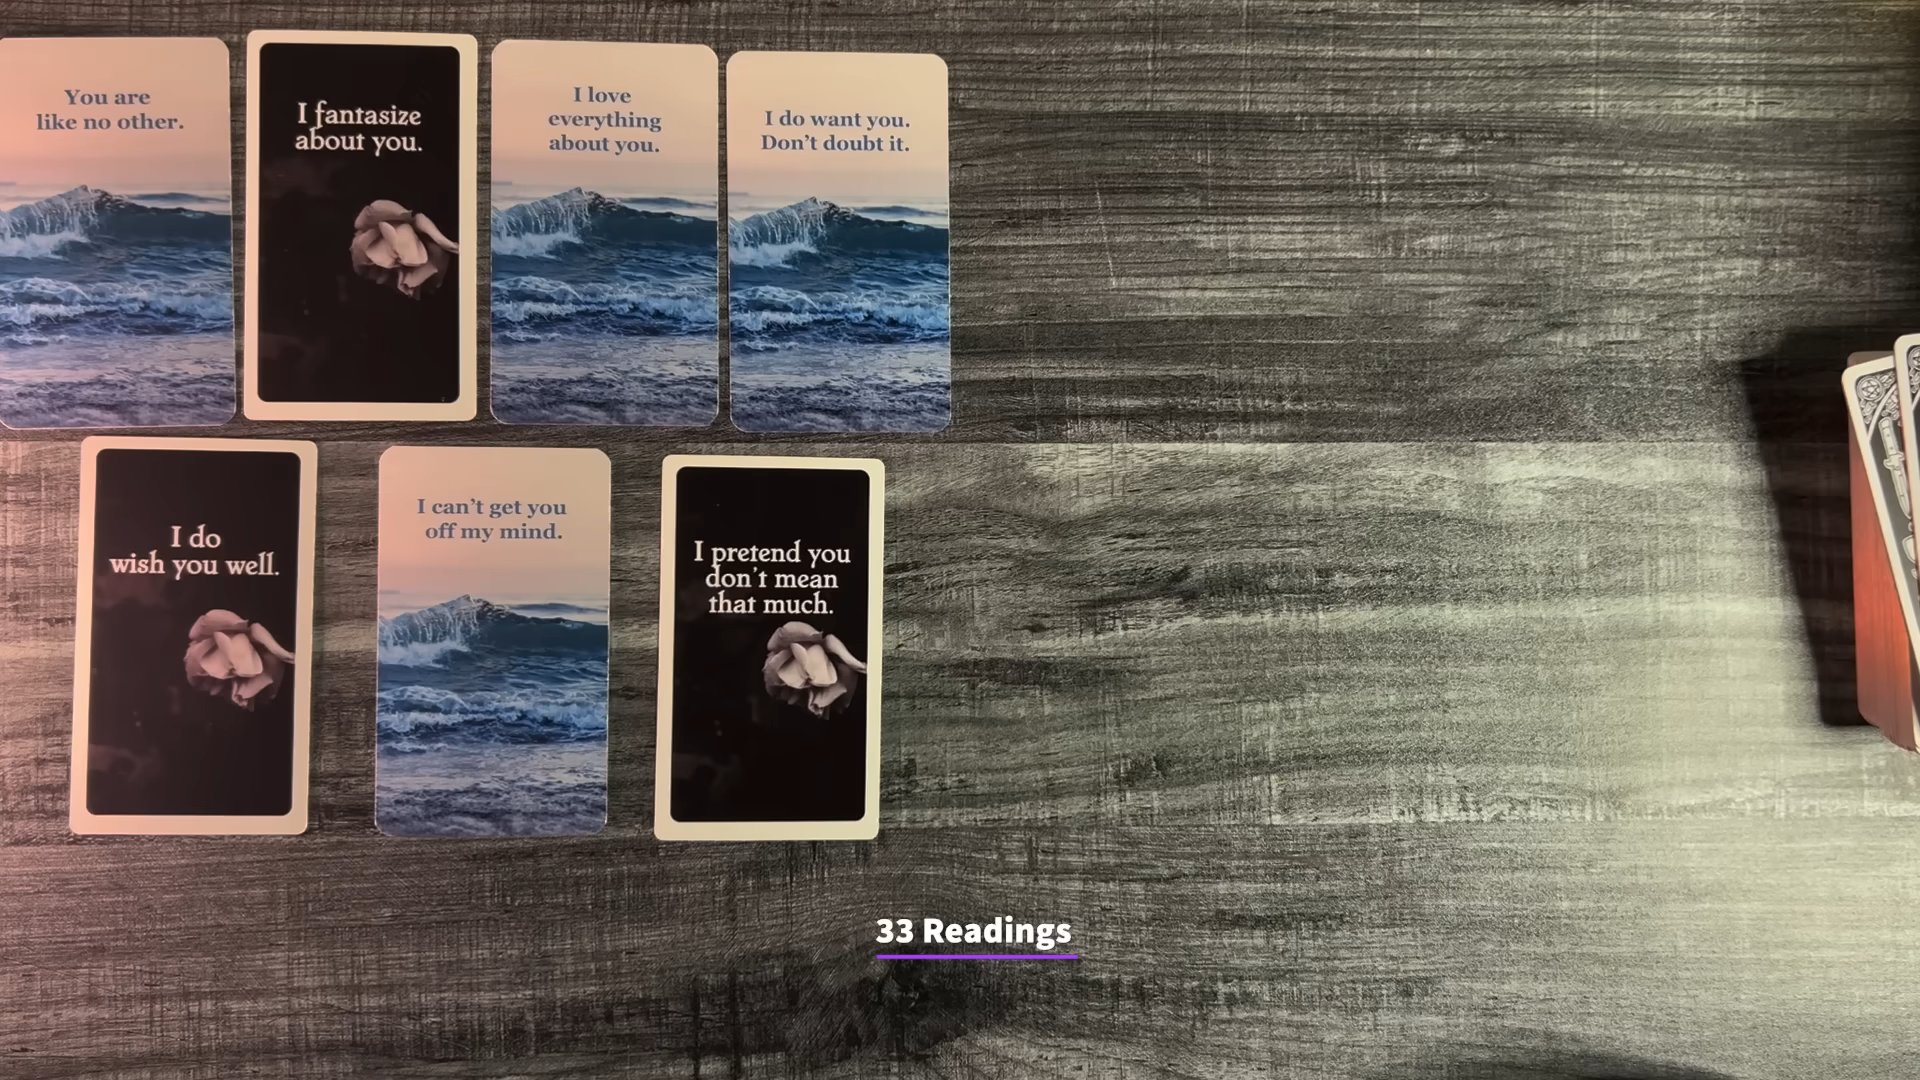 You are
like no other.
I fantasize
about you.
I love
everything
about you.
I do want you.
Don't doubt it.
I do
wish you well.
I can't get you
off my mind.
I pretend you
don't mean
that much.
33 Readings